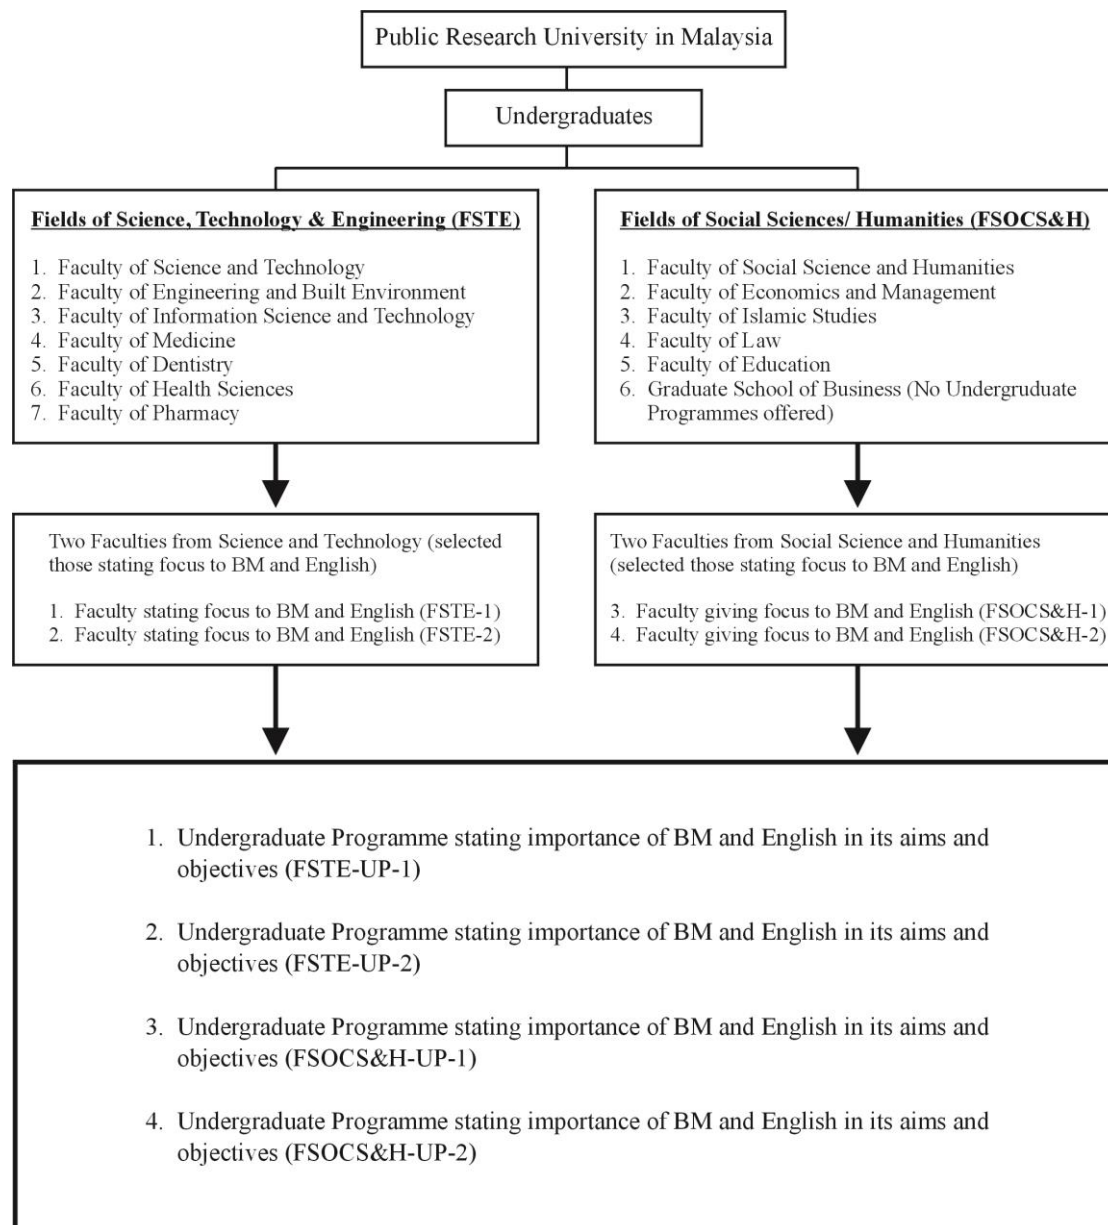 Public Research University in Malaysia
Undergraduates
Fields of Science, Technology & Engineering (FSTE)
1. Faculty of Science and Technology
2. Faculty of Engineering and Built Environment
3. Faculty of Information Science and Technology
4. Faculty of Medicine
5. Faculty of Dentistry
6. Faculty of Health Sciences
7. Faculty of Pharmacy
Fields of Social Sciences/ Humanities (FSOCS&H)
1. Faculty of Social Science and Humanities
2. Faculty of Economics and Management
3. Faculty of Islamic Studies
4. Faculty of Law
5. Faculty of Education
6. Graduate School of Business (No Undergruduate
Programmes offered)
Two Faculties from Science and Technology (selected
those stating focus to BM and English)
1. Faculty stating focus to BM and English (FSTE-1)
2. Faculty stating focus to BM and English (FSTE-2)
Two Faculties from Social Science and Humanities
(selected those stating focus to BM and English)
3. Faculty giving focus to BM and English (FSOCS&H-1)
4. Faculty giving focus to BM and English (FSOCS&H-2)
1. Undergraduate Programme stating importance of BM and English in its aims and
objectives (FSTE-UP-1)
2. Undergraduate Programme stating importance of BM and English in its aims and
objectives (FSTE-UP-2)
3. Undergraduate Programme stating importance of BM and English in its aims and
objectives (FSOCS&H-UP-1)
4. Undergraduate Programme stating importance of BM and English in its aims and
objectives (FSOCS&H-UP-2)